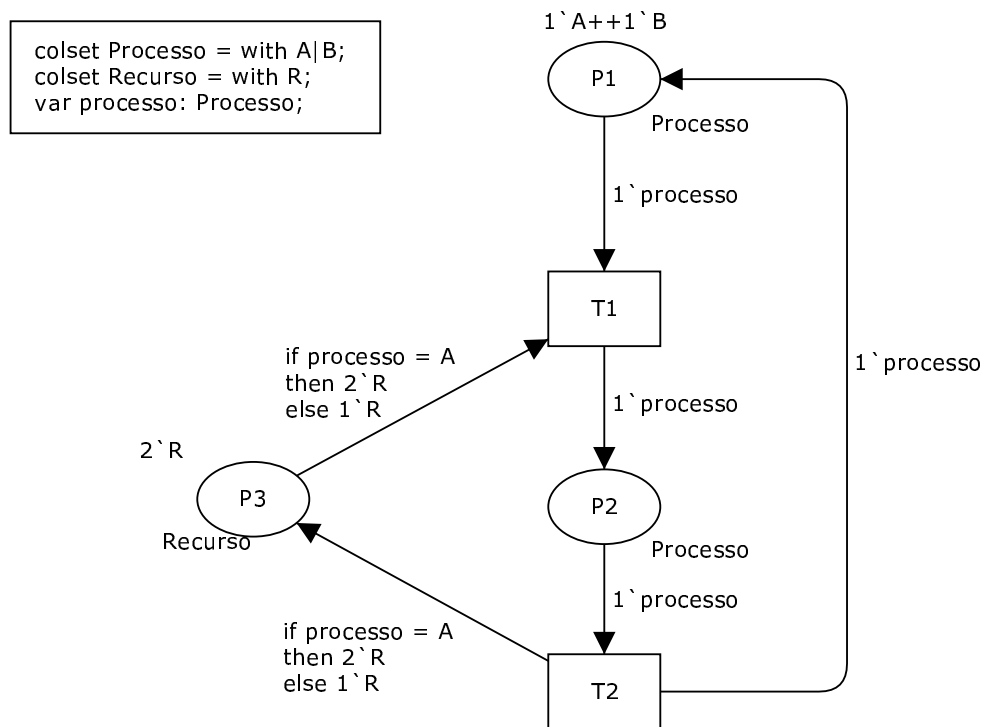 colset Processo = with A|B;
colset Recurso = with R;
var processo: Processo;
1`A++1`B
P1
Processo
1`processo
T1
if processo = A
then 2`R
else 1`R
1`processo
1`processo
2`R
P3
Recurso
P2
Processo
1`processo
if processo = A
then 2`R
else 1`R
T2